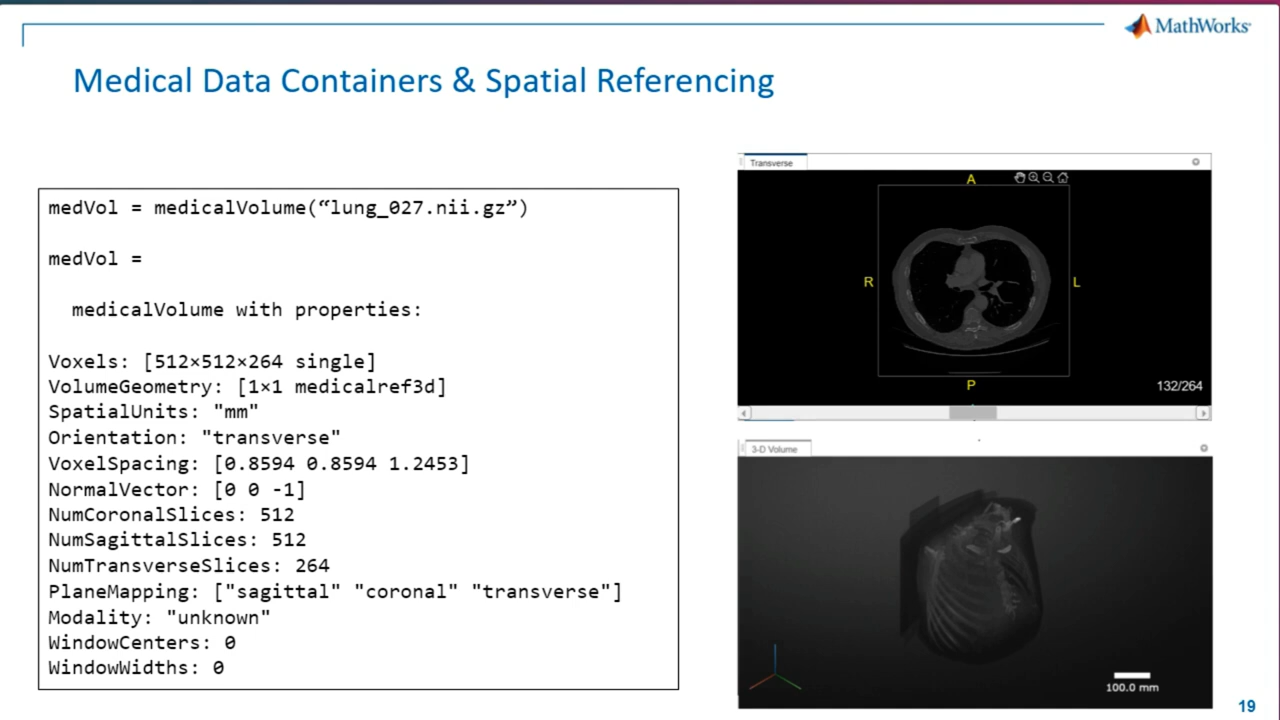 MathWorks®
Medical Data Containers & Spatial Referencing
medVol = medicalVolume(“lung_027.nii.gz”)
medVol =
medicalVolume with properties:
Voxels: [512×512×264 single]
VolumeGeometry: [1×1 medicalref3d]
SpatialUnits: "mm"
Orientation: "transverse"
VoxelSpacing: [0.8594 0.8594 1.2453]
NormalVector: [0 0 -1]
NumCoronalSlices: 512
NumSagittalSlices: 512
NumTransverseSlices: 264
PlaneMapping: ["sagittal" "coronal" "transverse"]
Modality: "unknown"
WindowCenters: 0
WindowWidths: 0
Transverse
A
R
L
P
132/264
3-D Volume
100.0 mm
19